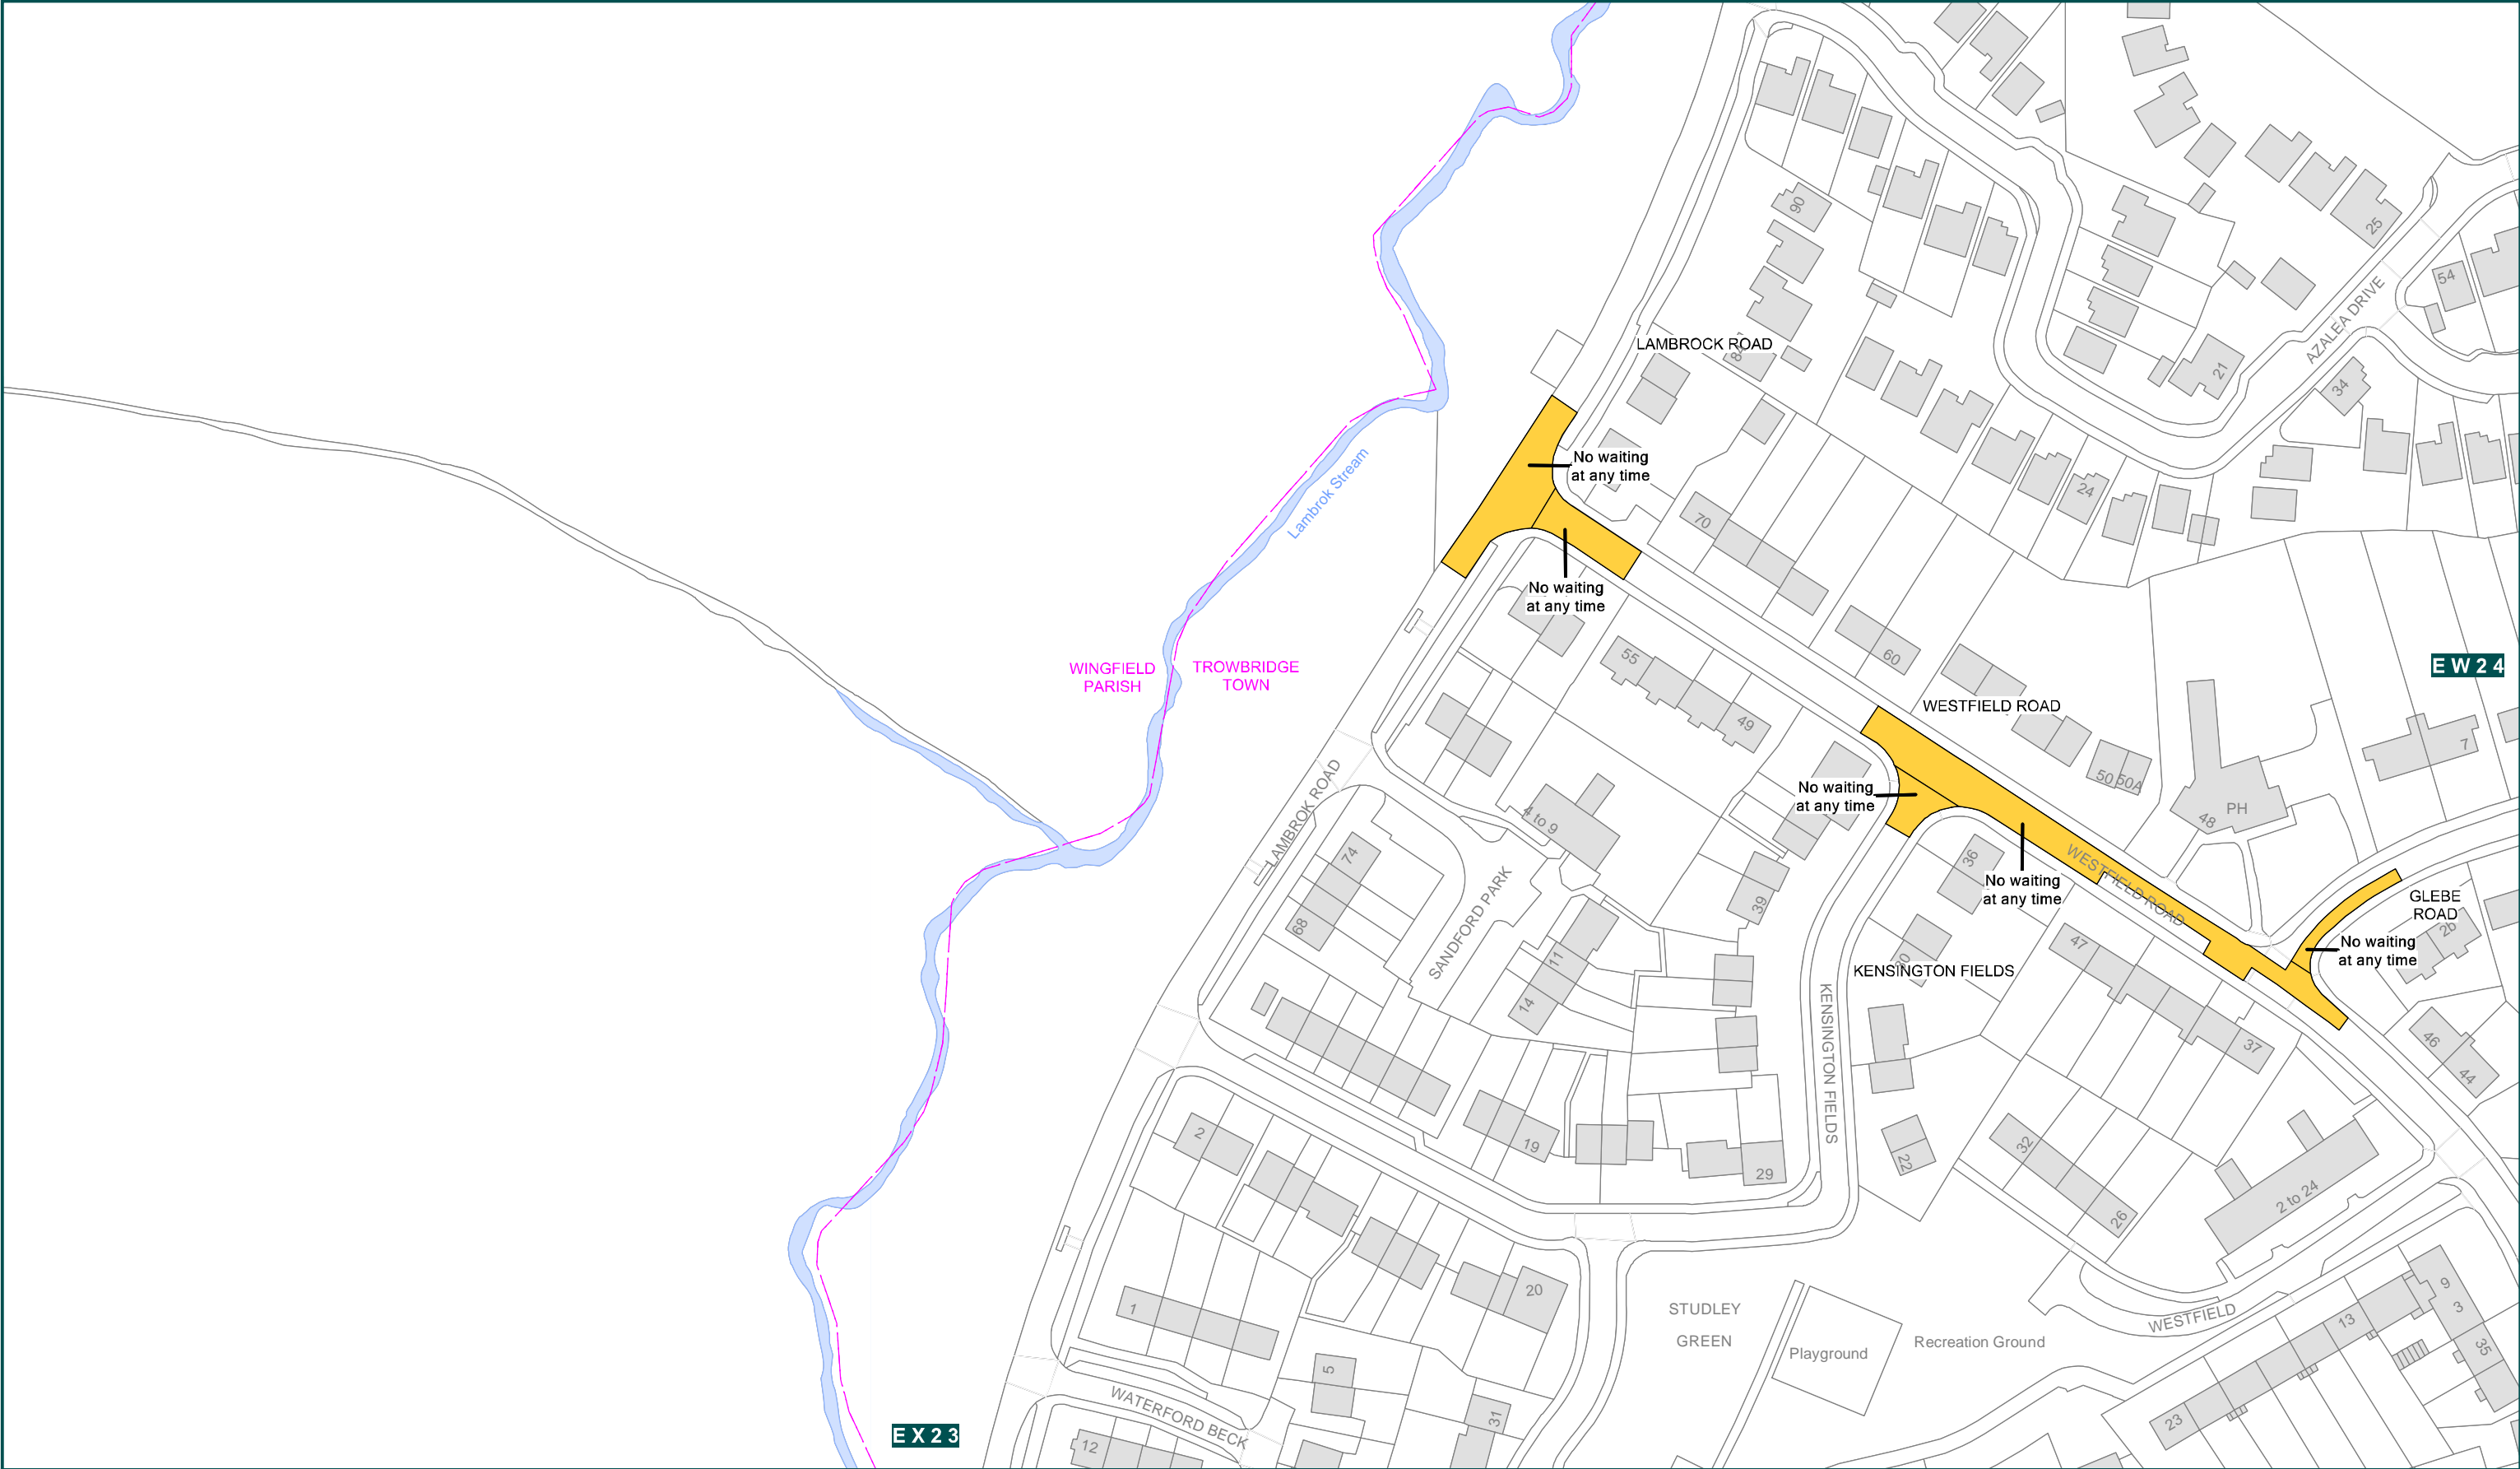 90
25
54
AZALEA DRIVE
LAMBROCK ROAD
21
34
No waiting
at any time
Lambrok Stream
24
70
No waiting
at any time
55
60
WINGFIELD
PARISH
TROWBRIDGE
TOWN
E W 2 4
WESTFIELD ROAD
49
7
50
50A
No waiting
at any time
PH
48
LAMBROK ROAD
4 to 9
74
36
WESTFIELD ROAD
No waiting
at any time
GLEBE
ROAD
39
68
SANDFORD PARK
2b
47
No waiting
at any time
11
KENSINGTON FIELDS
14
KENSINGTON FIELDS
37
46
44
2
19
32
22
29
2 to 24
26
20
1
STUDLEY
GREEN
9
3
WESTFIELD
13
35
Recreation Ground
Playground
5
WATERFORD BECK
31
23
E X 2 3
12